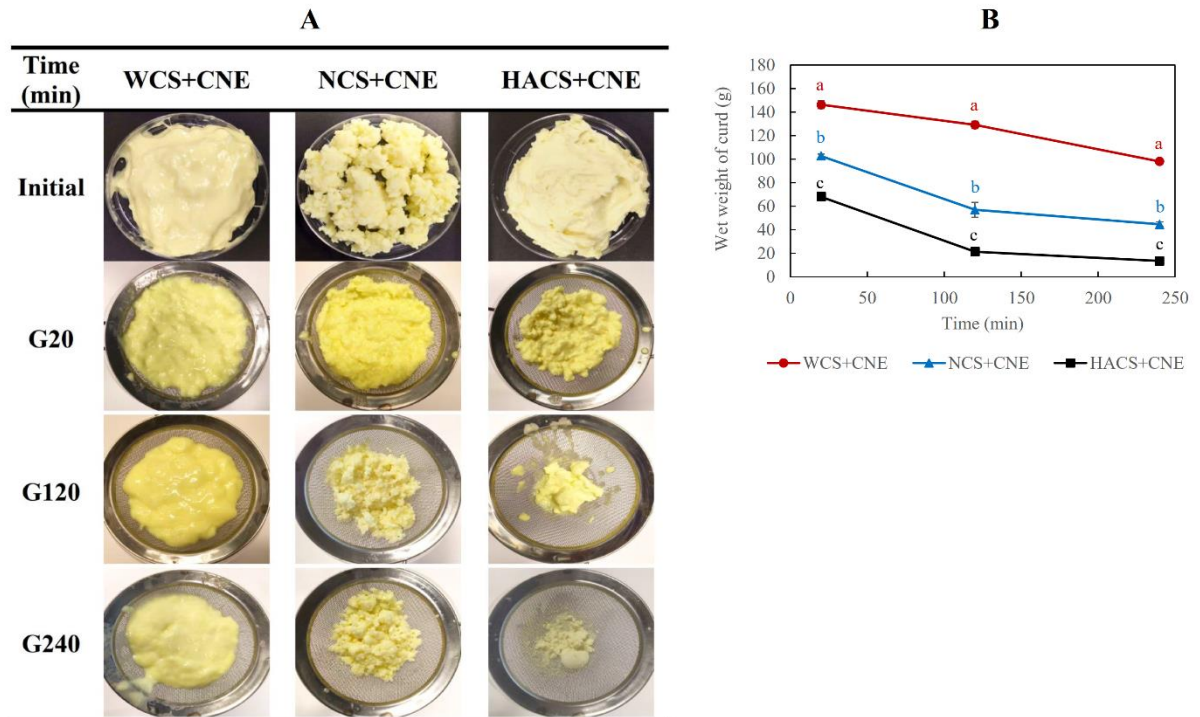 A
Time
(min)
WCS+CNE
NCS+CNE
HACS+CNE
Initial
G20
G120
G240
B
Wet weight of curd (g)
180
160
140
120
100
80
60
40
20
0
a
a
a
b
b
b
c
c
c
0
50
100
150
200
250
Time (min)
WCS+CNE
NCS+CNE
HACS+CNE